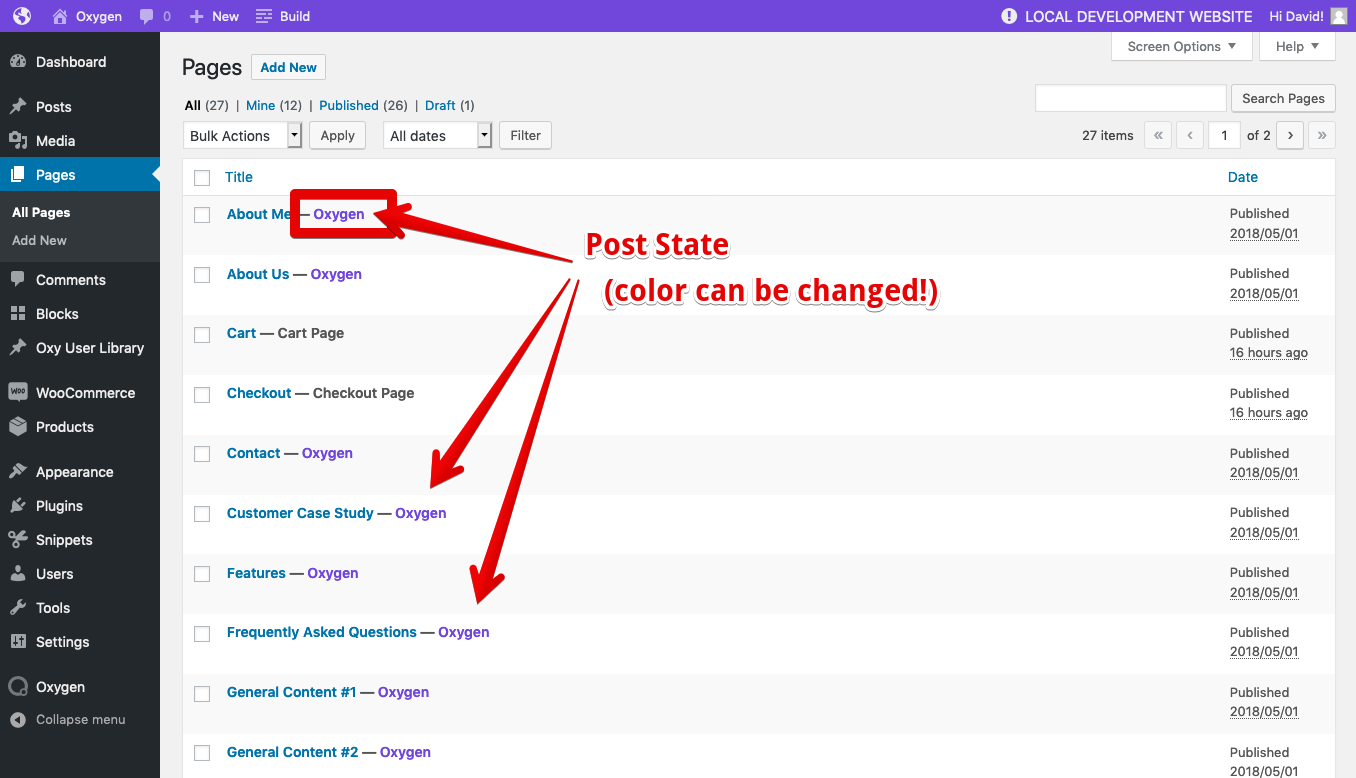 Oxygen 0 New Build LOCAL DEVELOPMENT WEBSITE Hi David!
Screen Options Help
Dashboard
Posts
Media
Pages
All Pages
Add New
Comments
Blocks
Oxy User Library
WOO WooCommerce
Products
Appearance
Plugins
Snippets
Users
Tools
Settings
Oxygen
Collapse menu
Pages Add New
All (27) | Mine (12) | Published (26) | Draft (1)
Search Pages
Bulk Actions Apply All dates Filter 27 items « ‹ 1 of 2 › »
Title Date
About Me — Oxygen Published
2018/05/01
Post State
(color can be changed!)
About Us — Oxygen Published
2018/05/01
Cart — Cart Page Published
16 hours ago
Checkout — Checkout Page Published
16 hours ago
Contact — Oxygen Published
2018/05/01
Customer Case Study — Oxygen Published
2018/05/01
Features — Oxygen Published
2018/05/01
Frequently Asked Questions — Oxygen Published
2018/05/01
General Content #1 — Oxygen Published
2018/05/01
General Content #2 — Oxygen Published
2018/05/01